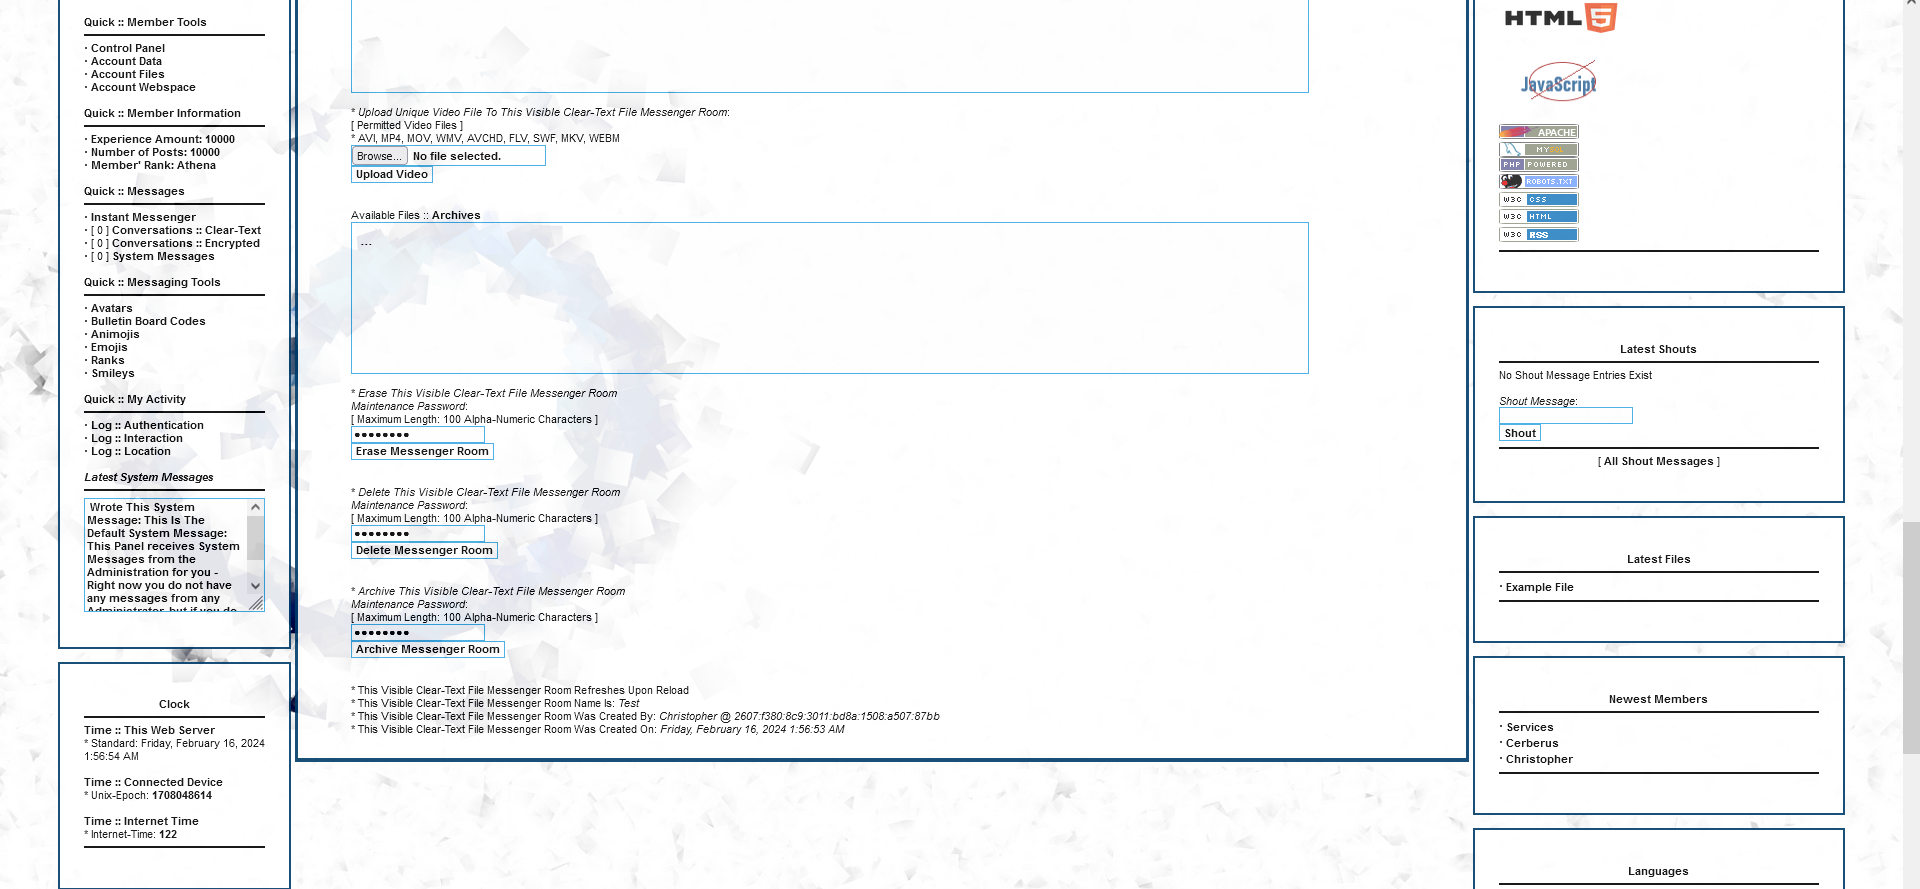 Quick :: Member Tools
· Control Panel
· Account Data
· Account Files
· Account Webspace
Quick :: Member Information
· Experience Amount: 10000
· Number of Posts: 10000
· Member' Rank: Athena
Quick :: Messages
· Instant Messenger
· [ 0 ] Conversations :: Clear-Text
· [ 0 ] Conversations :: Encrypted
· [ 0 ] System Messages
Quick :: Messaging Tools
· Avatars
· Bulletin Board Codes
· Animojis
· Emojis
· Ranks
· Smileys
Quick :: My Activity
· Log :: Authentication
· Log :: Interaction
· Log :: Location
Latest System Messages
Wrote This System
Message: This Is The
Default System Message:
This Panel receives System
Messages from the
Administration for you -
Right now you do not have
any messages from any
Administrator, but if you do
Clock
Time :: This Web Server
* Standard: Friday, February 16, 2024
1:56:54 AM
Time :: Connected Device
* Unix-Epoch: 1708048614
Time :: Internet Time
* Internet-Time: 122
* Upload Unique Video File To This Visible Clear-Text File Messenger Room:
[ Permitted Video Files ]
* AVI, MP4, MOV, WMV, AVCHD, FLV, SWF, MKV, WEBM
Browse... No file selected.
Upload Video
Available Files :: Archives
...
* Erase This Visible Clear-Text File Messenger Room
Maintenance Password:
[ Maximum Length: 100 Alpha-Numeric Characters ]
••••••••
Erase Messenger Room
* Delete This Visible Clear-Text File Messenger Room
Maintenance Password:
[ Maximum Length: 100 Alpha-Numeric Characters ]
••••••••
Delete Messenger Room
* Archive This Visible Clear-Text File Messenger Room
Maintenance Password:
[ Maximum Length: 100 Alpha-Numeric Characters ]
••••••••
Archive Messenger Room
* This Visible Clear-Text File Messenger Room Refreshes Upon Reload
* This Visible Clear-Text File Messenger Room Name Is: Test
* This Visible Clear-Text File Messenger Room Was Created By: Christopher @ 2607:f380:8c9:3011:bd8a:1508:a507:87bb
* This Visible Clear-Text File Messenger Room Was Created On: Friday, February 16, 2024 1:56:53 AM
HTML 5
JavaScript
APACHE
MYSQL
PHP POWERED
ROBOTS.TXT
W3C CSS
W3C HTML
W3C RSS
Latest Shouts
No Shout Message Entries Exist
Shout Message:
Shout
[ All Shout Messages ]
Latest Files
· Example File
Newest Members
· Services
· Cerberus
· Christopher
Languages